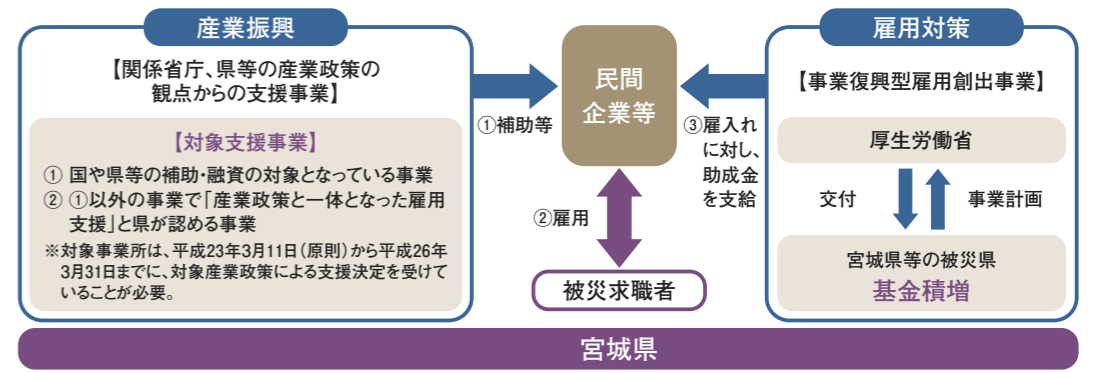 産業振興
【関係省庁、県等の産業政策の
観点からの支援事業】
【対象支援事業】
① 国や県等の補助・融資の対象となっている事業
② ①以外の事業で「産業政策と一体となった雇用
支援」と県が認める事業
※対象事業所は、平成23年3月11日（原則）から平成26年
3月31日までに、対象産業政策による支援決定を受けて
いることが必要。
①補助等
民間
企業等
②雇用
被災求職者
③雇入れ
に対し、
助成金
を支給
雇用対策
【事業復興型雇用創出事業】
厚生労働省
交付
事業計画
宮城県等の被災県
基金積増
宮城県